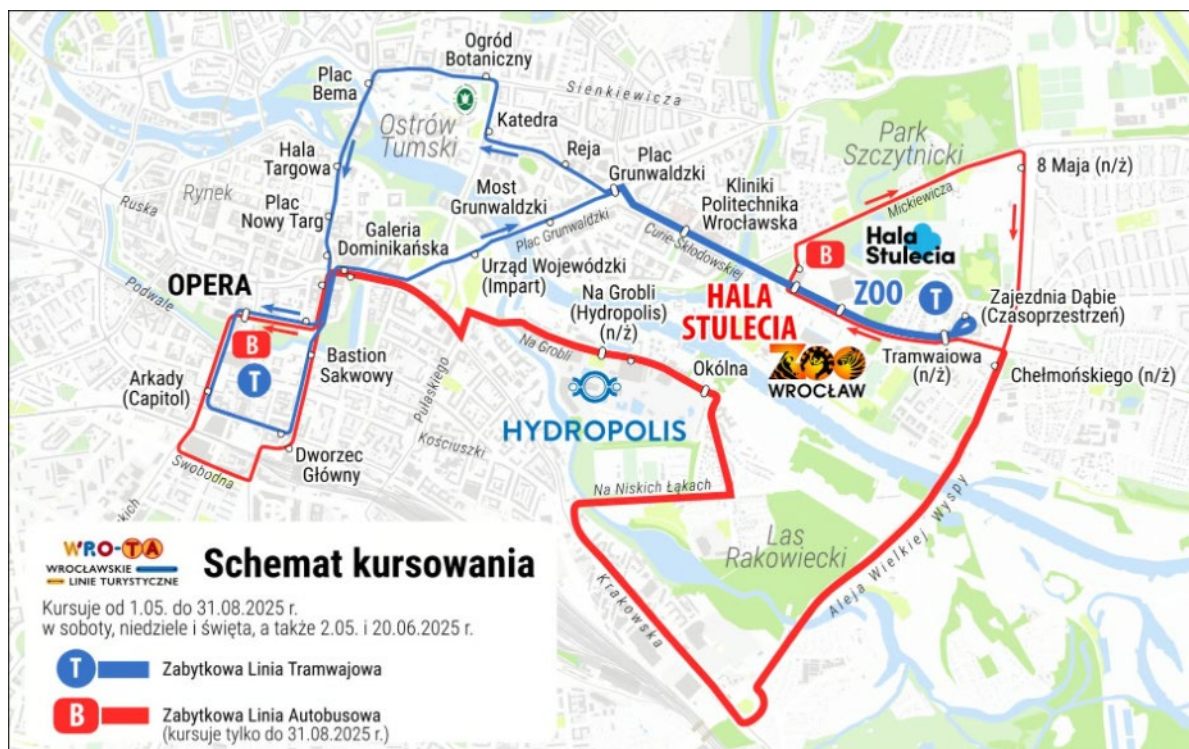 Ogród
Botaniczny
Plac
Bema
Sienkiewicza
Ostrów
Tumski
Katedra
Park
Szczytnicki
Hala
Targowa
Reja
Plac
Grunwaldzki
8 Maja (n/ż)
Rynek
Most
Grunwaldzki
Kliniki
Politechnika
Wrocławska
Mickiewicza
Ruska
Plac
Nowy Targ
Galeria
Dominikańska
Plac Grunwaldzki
Curie-Skłodowskiej
B
Hala
Stulecia
Podwale
OPERA
Urząd Wojewódzki
(Impart)
Na Grobli
(Hydropolis)
(n/ż)
HALA
STULECIA
ZOO
T
Zajezdnia Dąbie
(Czasoprzestrzeń)
B
T
Bastion
Sakwowy
Na Grobli
Okólna
ZOO
WROCŁAW
Tramwajowa
(n/ż)
Chełmońskiego (n/ż)
Arkady
(Capitol)
Pułaskiego
HYDROPOLIS
Kościuszki
Dworzec
Główny
Swobodna
Na Niskich Łąkach
Las
Rakowiecki
Aleja Wielkiej Wyspy
Krakowska
WRO-TA
WROCŁAWSKIE
LINIE TURYSTYCZNE
Schemat kursowania
Kursuje od 1.05. do 31.08.2025 r.
w soboty, niedziele i święta, a także 2.05. i 20.06.2025 r.
T Zabytkowa Linia Tramwajowa
B Zabytkowa Linia Autobusowa
(kursuje tylko do 31.08.2025 r.)